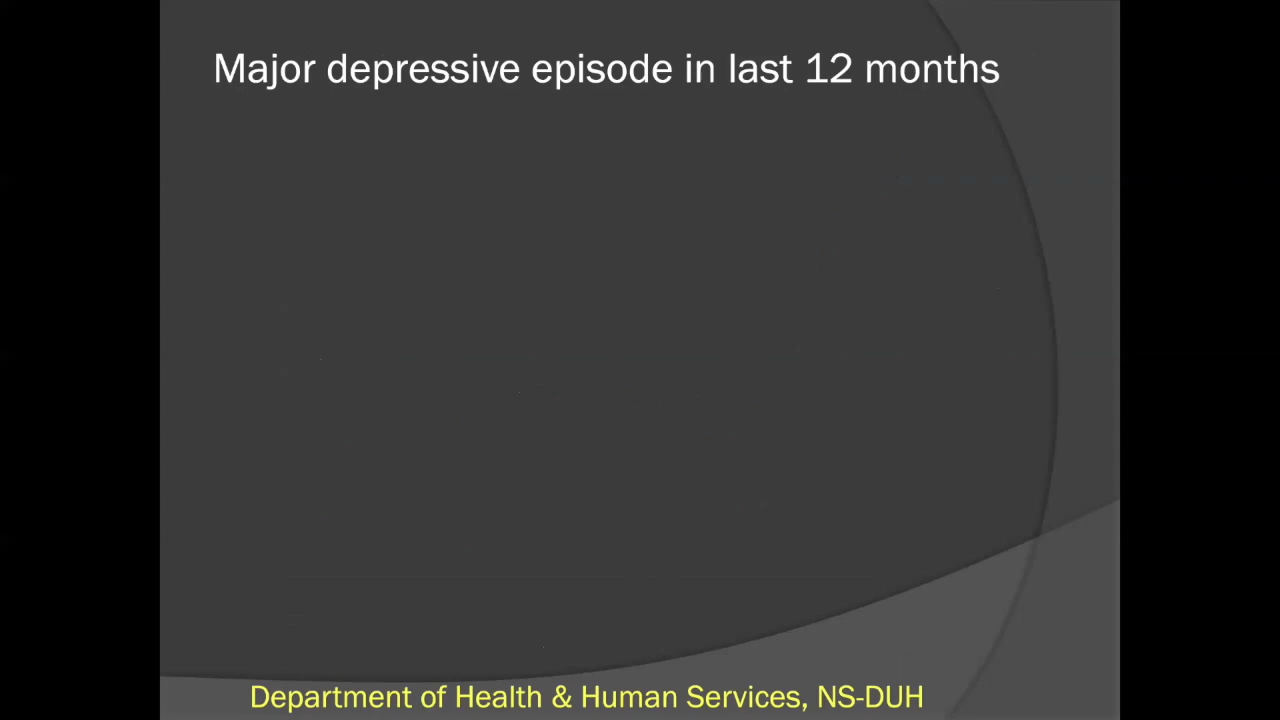 Major depressive episode in last 12 months
Department of Health & Human Services, NS-DUH